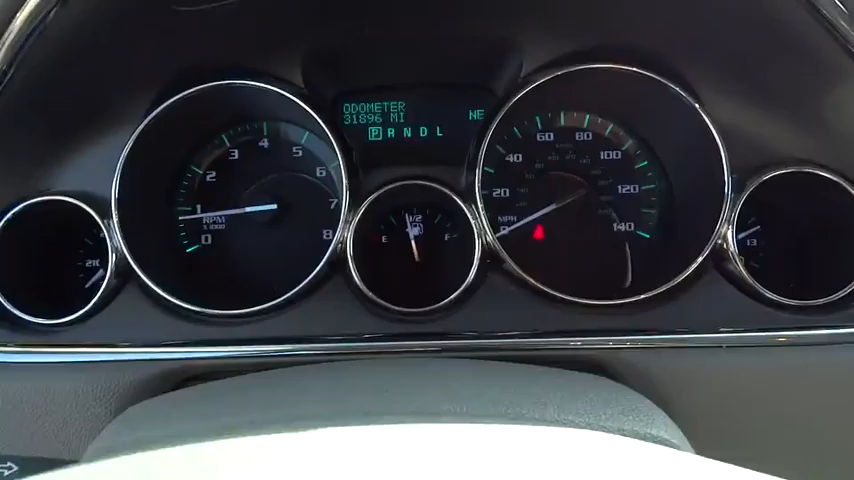 ODOMETER
31896 MI
NE
P R N D L
0 1 2 3 4 5 6 7 8
RPM
X 1000
210
E 1/2 F
0 20 40 60 80 100 120 140
MPH
13